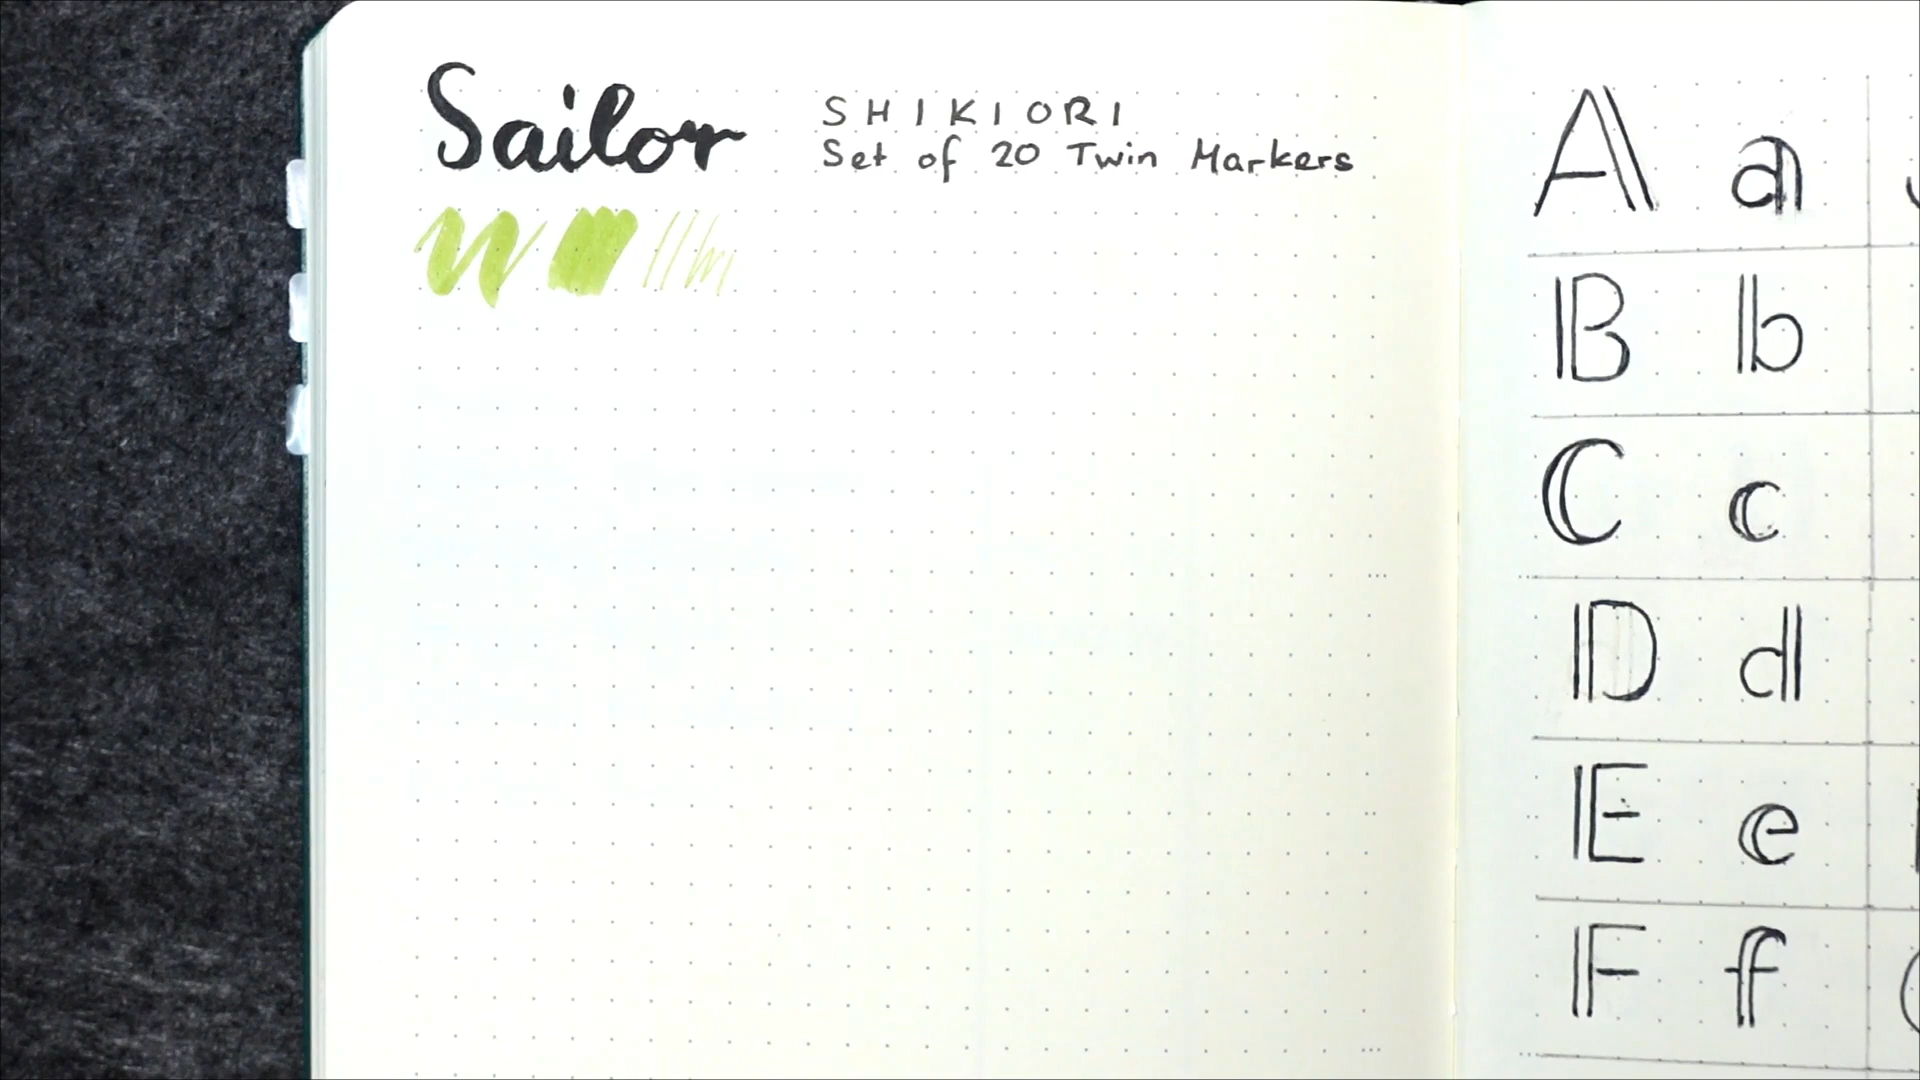 Sailor
SHIKIORI
Set of 20 Twin Markers
A a
B b
C c
D d
E e
F f